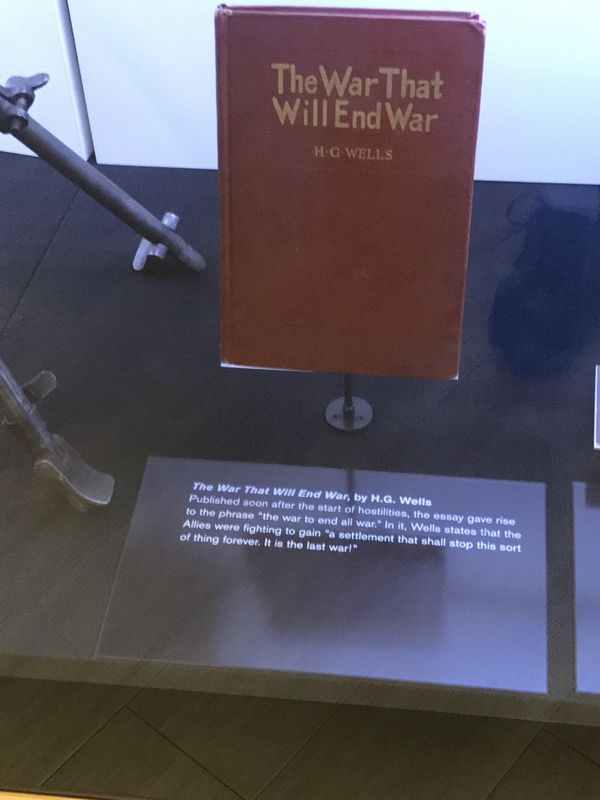 The War That
Will End War
H·G·WELLS
The War That Will End War, by H.G. Wells
Published soon after the start of hostilities, the essay gave rise
to the phrase "the war to end all war." In it, Wells states that the
Allies were fighting to gain "a settlement that shall stop this sort
of thing forever. It is the last war!"